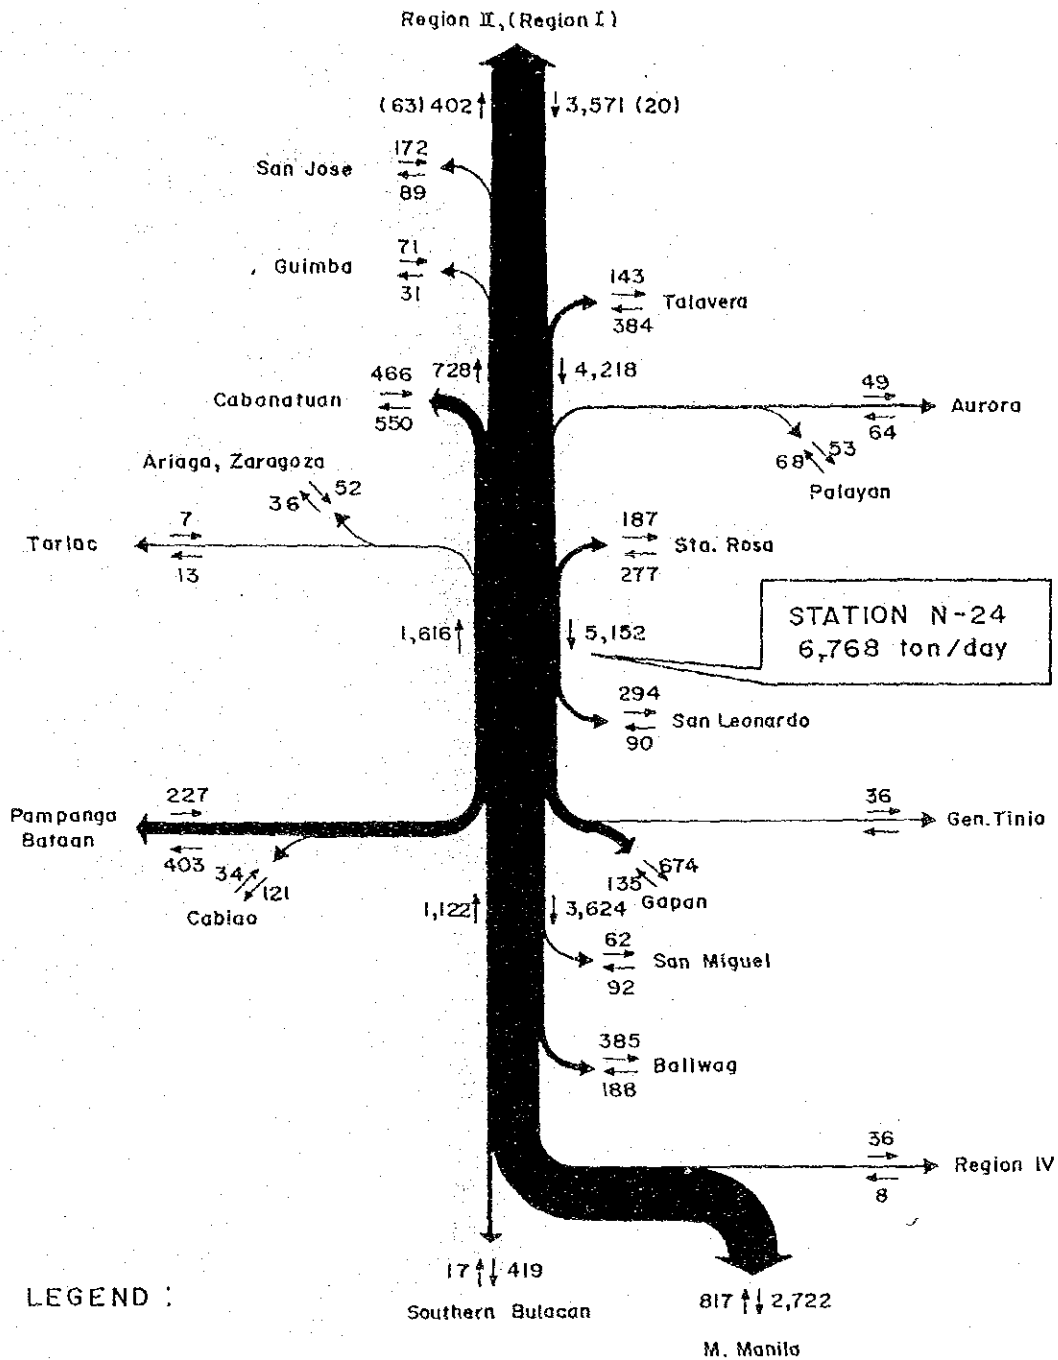 Region II, (Region I)
(63) 402 3,571 (20)
172
San Jose
89
71
Guimba
31
143
Talavera
384
728 4,218
466
Cabanatuan
550
49
Aurora
64
68 53
Palayan
Ariaga, Zaragoza
36 52
7
Tarlac
13
187
Sta. Rosa
277
1,616 5,152
STATION N-24
6,768 ton/day
294
San Leonardo
90
227
Pampanga
Bataan
403
34 121
Cabiao
36
Gen. Tinio
135 674
Gapan
1,122 3,624
62
San Miguel
92
385
Baliwag
188
36
Region IV
8
17 419
Southern Bulacan
817 2,722
M. Manila
LEGEND :